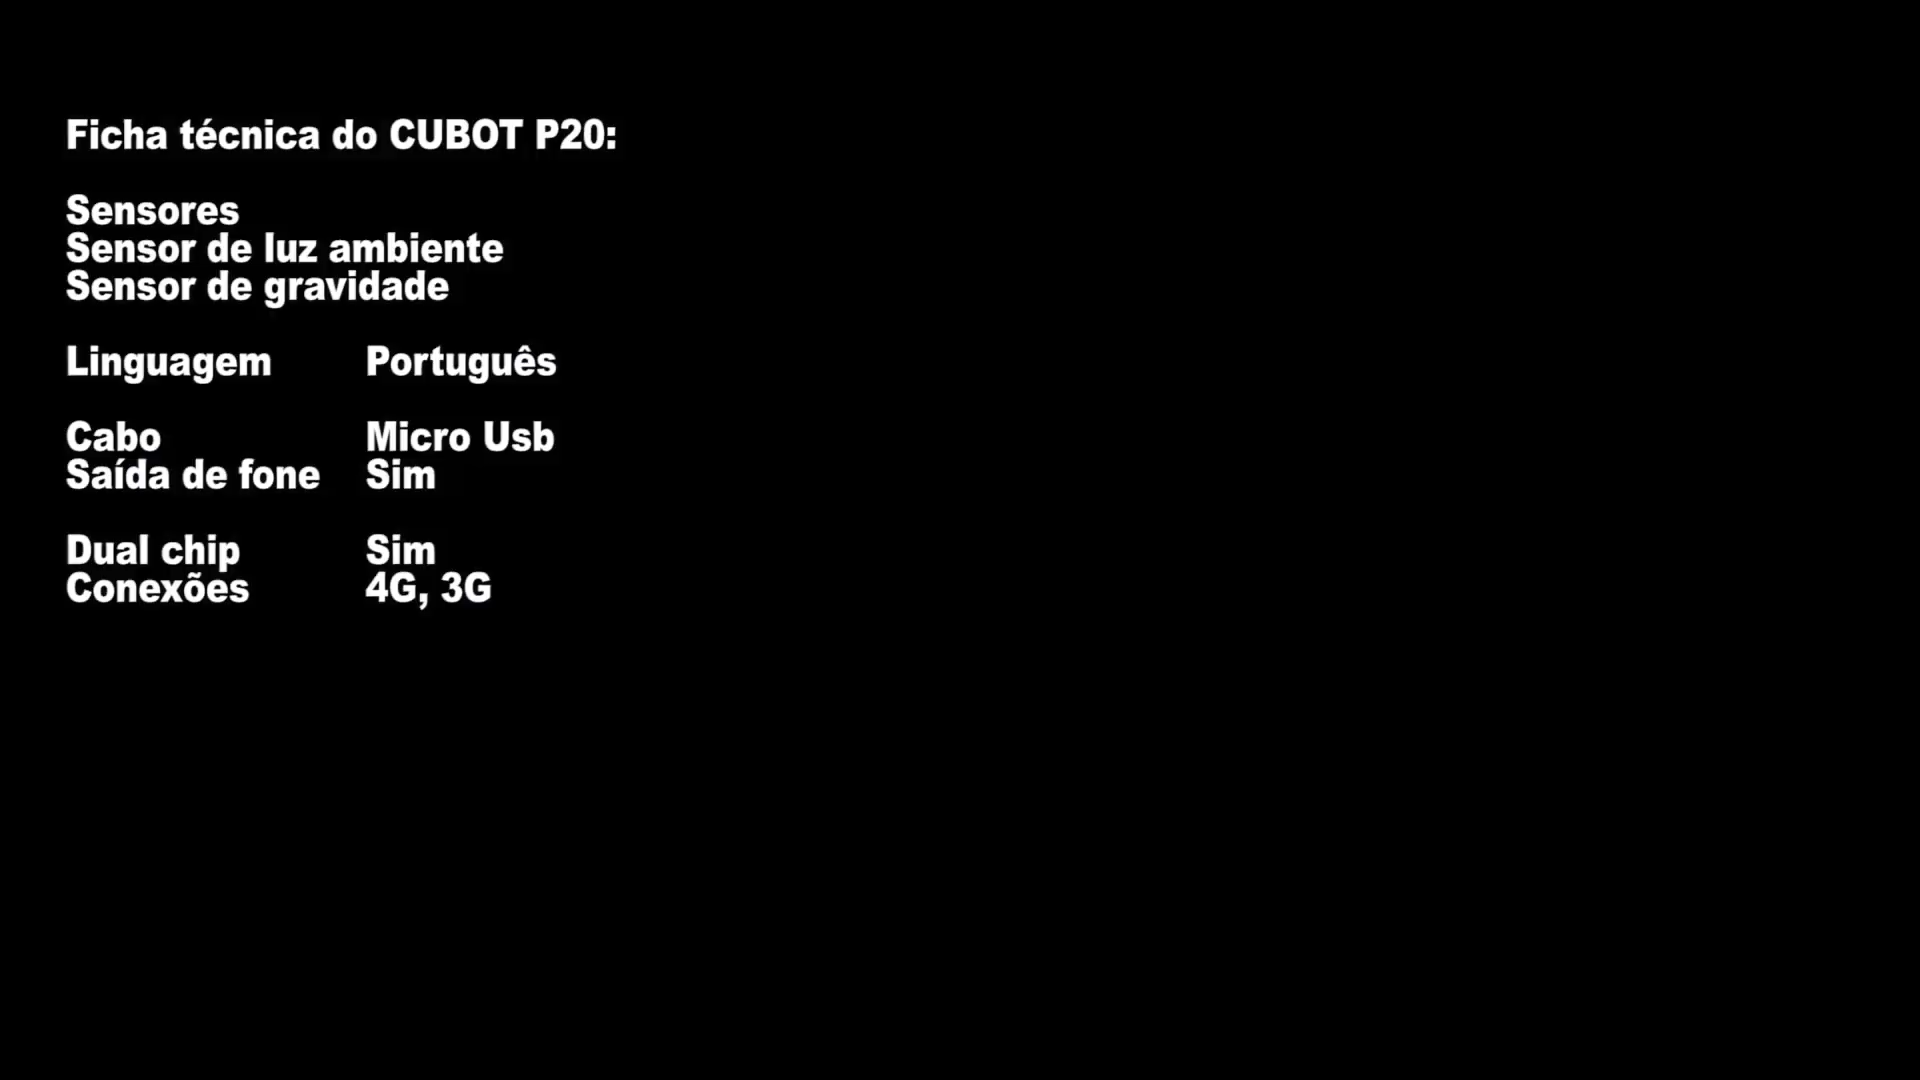 Ficha técnica do CUBOT P20:
Sensores
Sensor de luz ambiente
Sensor de gravidade
Linguagem Português
Cabo Micro Usb
Saída de fone Sim
Dual chip Sim
Conexões 4G, 3G